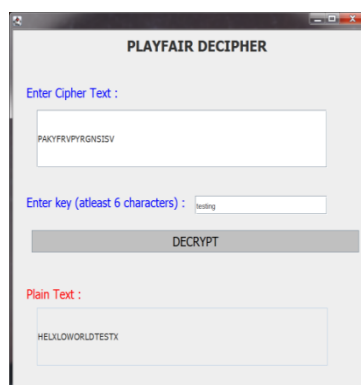 PLAYFAIR DECIPHER
Enter Cipher Text :
PAKYFRVPYRGNSISV
Enter key (atleast 6 characters) :
testing
DECRYPT
Plain Text :
HELXLOWORLDTESTX